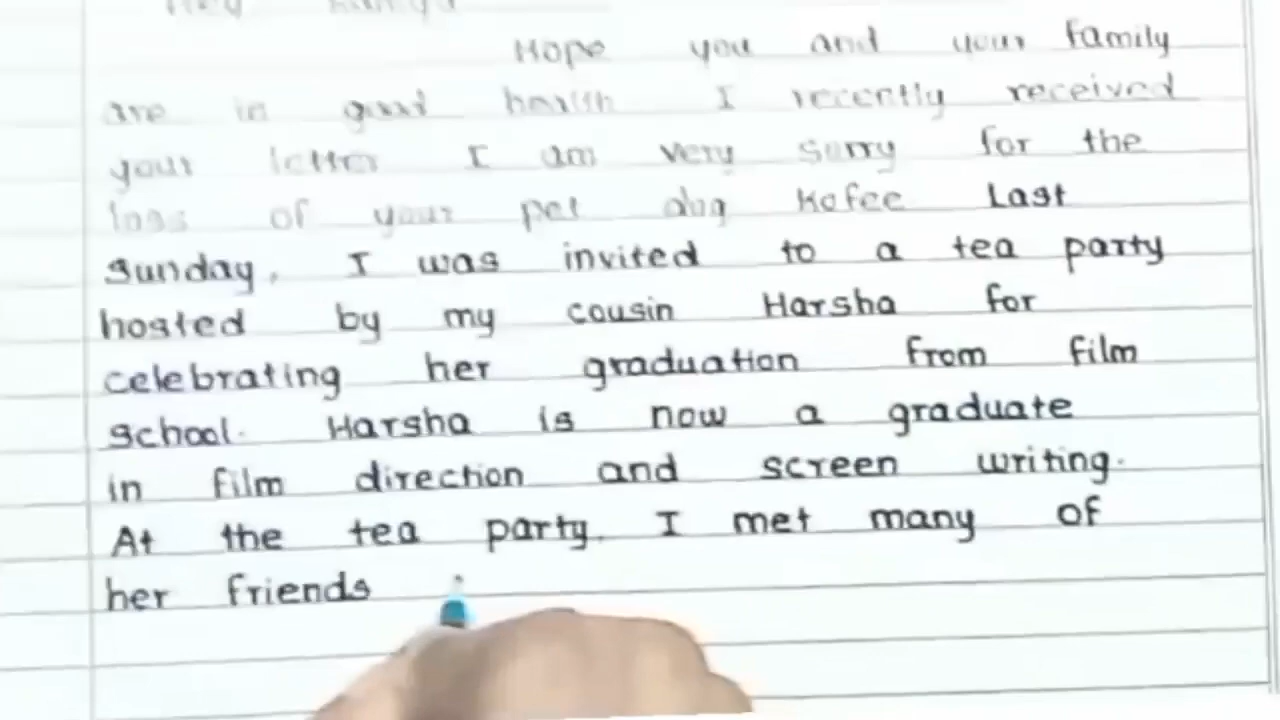 Hey
Hope you and your family
are in good health I recently received
your letter I am very sorry for the
loss of your pet dog Kofee Last
Sunday, I was invited to a tea party
hosted by my cousin Harsha for
celebrating her graduation from film
school. Harsha is now a graduate
in film direction and screen writing.
At the tea party, I met many of
her friends